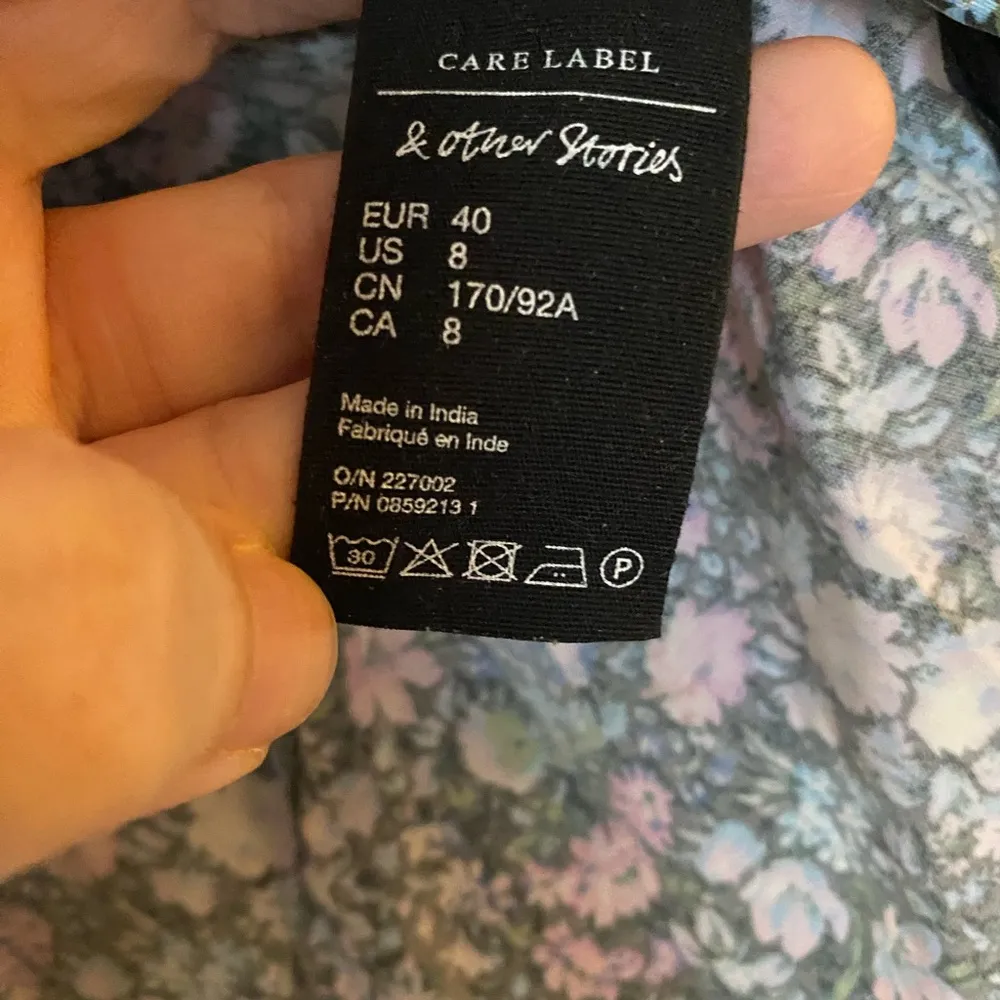 CARE LABEL
& other Stories
EUR 40
US 8
CN 170/92A
CA 8
Made in India
Fabriqué en Inde
O/N 227002
P/N 0859213 1
30 P